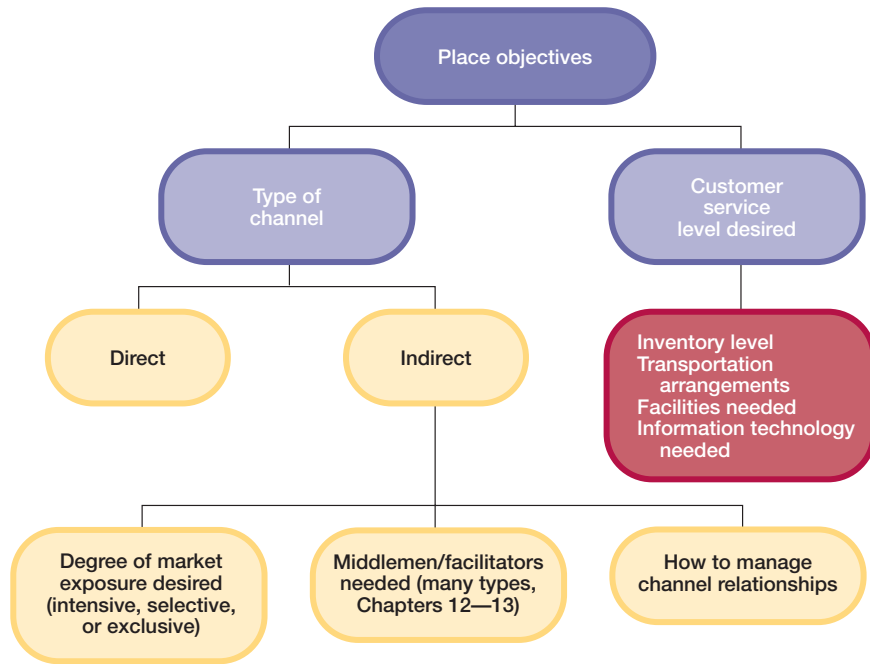 Place objectives
Type of
channel
Customer
service
level desired
Direct
Indirect
Inventory level
Transportation
arrangements
Facilities needed
Information technology
needed
Degree of market
exposure desired
(intensive, selective,
or exclusive)
Middlemen/facilitators
needed (many types,
Chapters 12—13)
How to manage
channel relationships